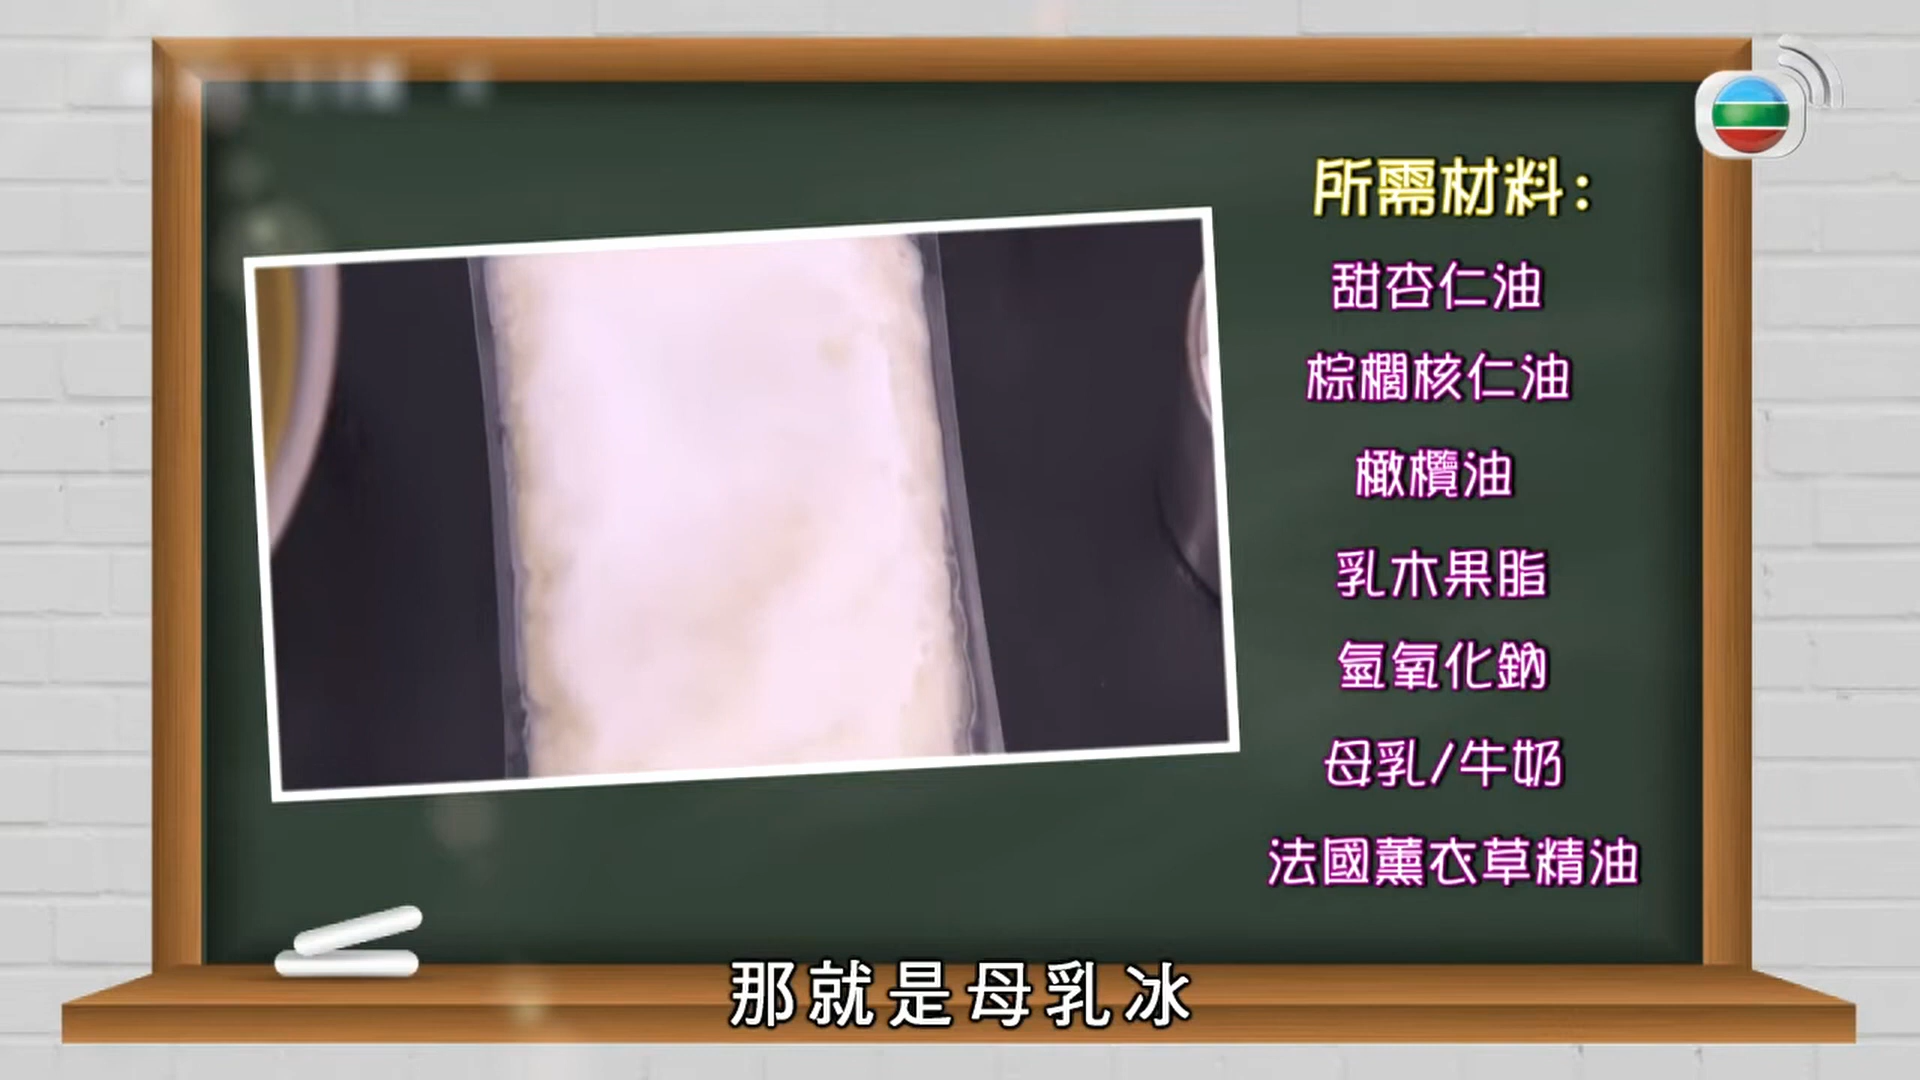 所需材料:
甜杏仁油
棕櫚核仁油
橄欖油
乳木果脂
氫氧化鈉
母乳/牛奶
法國薰衣草精油
那就是母乳冰